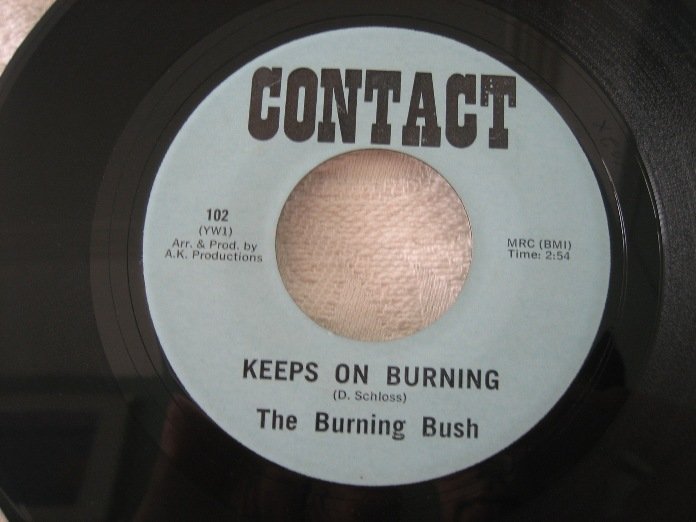 CONTACT
102
(YW1)
Arr. & Prod. by
A.K. Productions
MRC (BMI)
Time: 2:54
KEEPS ON BURNING
(D. Schloss)
The Burning Bush